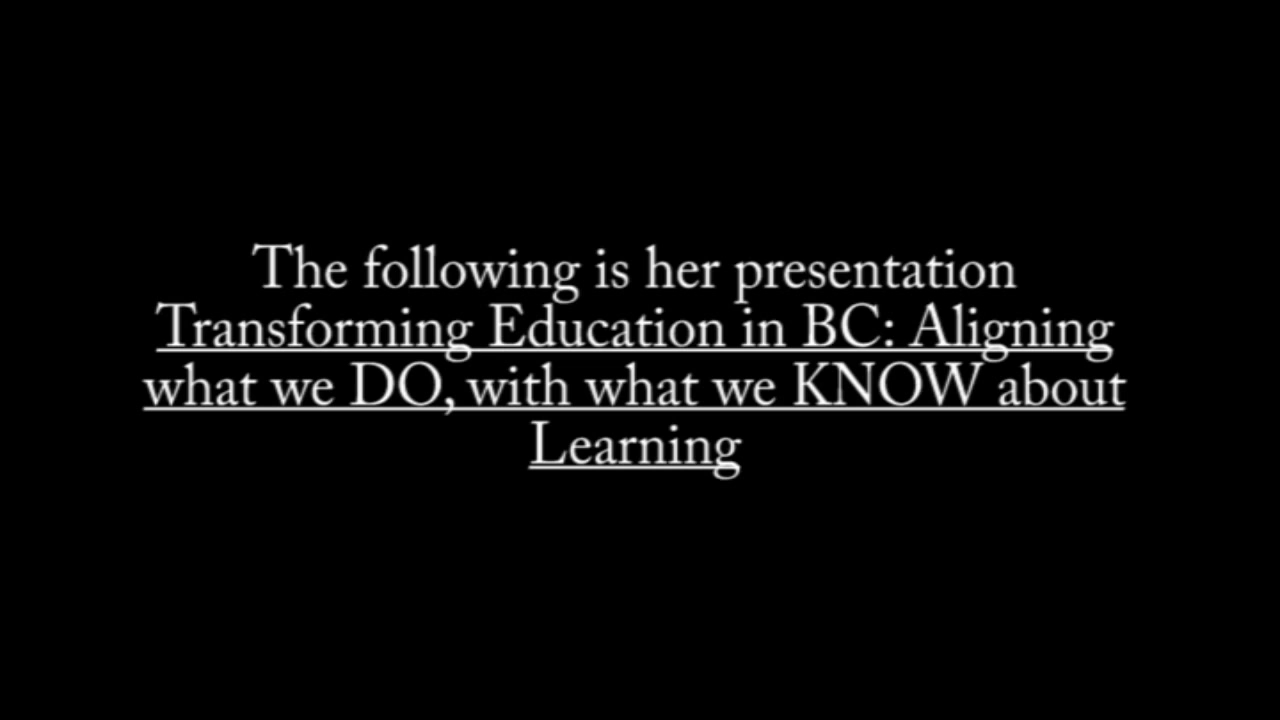 The following is her presentation
Transforming Education in BC: Aligning
what we DO, with what we KNOW about
Learning